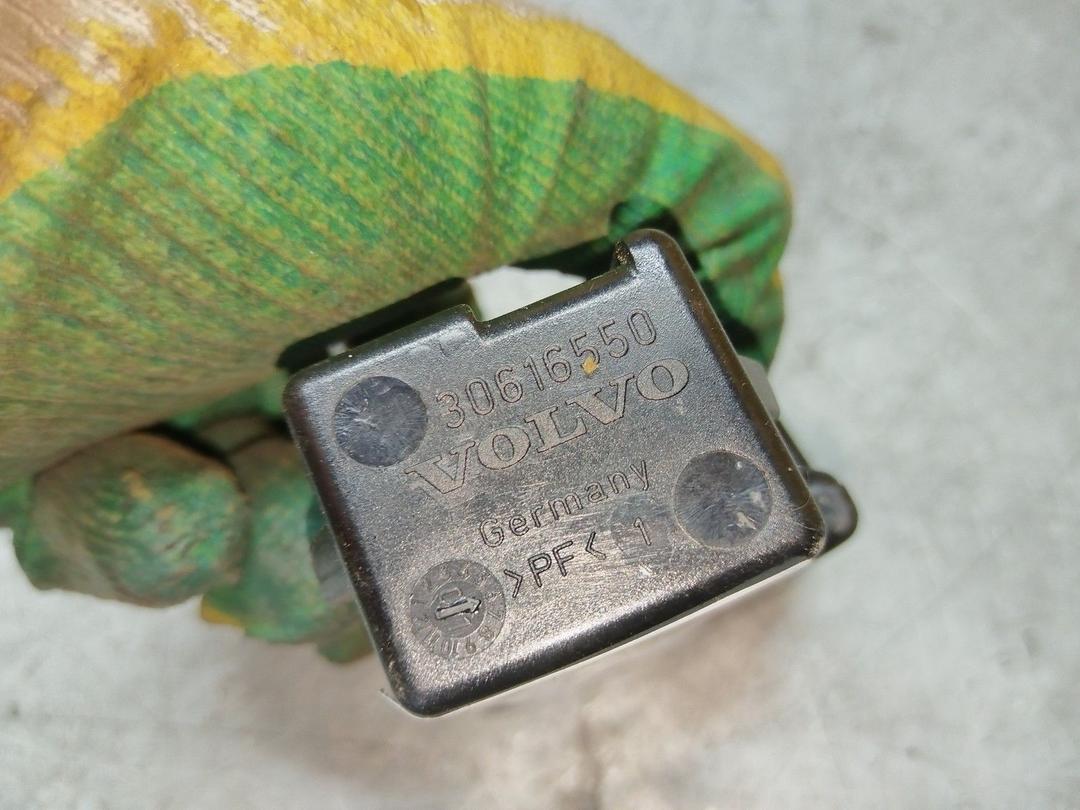 30616550
VOLVO
Germany
>PF< 1